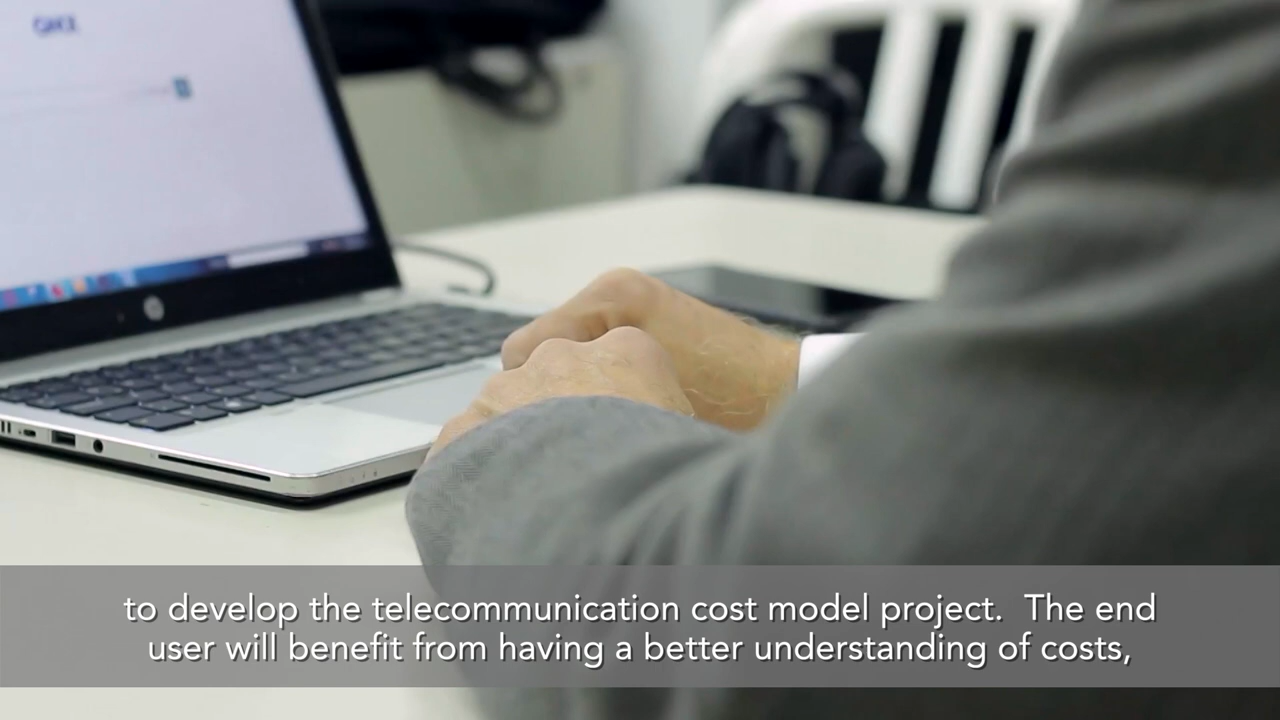 to develop the telecommunication cost model project.  The end
user will benefit from having a better understanding of costs,